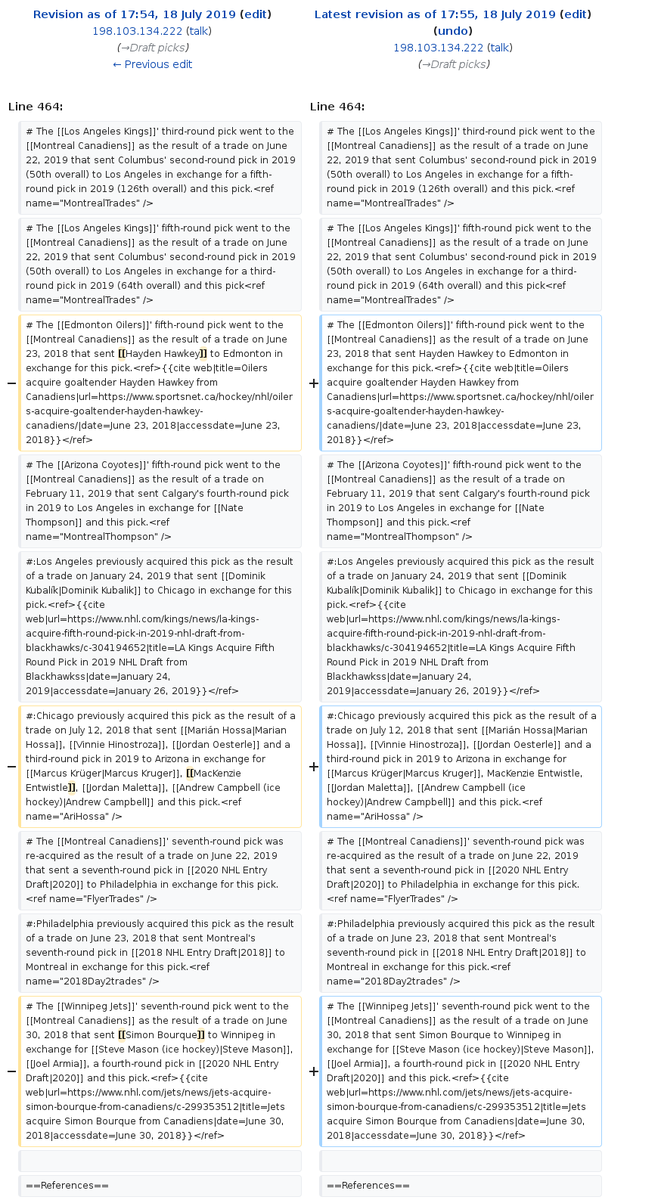 Revision as of 17:54, 18 July 2019 (edit)
198.103.134.222 (talk)
(→Draft picks)
← Previous edit
Latest revision as of 17:55, 18 July 2019 (edit)
(undo)
198.103.134.222 (talk)
(→Draft picks)
Line 464:
# The [[Los Angeles Kings]]' third-round pick went to the
[[Montreal Canadiens]] as the result of a trade on June
22, 2019 that sent Columbus' second-round pick in 2019
(50th overall) to Los Angeles in exchange for a fifth-
round pick in 2019 (126th overall) and this pick.<ref
name="MontrealTrades" />
# The [[Los Angeles Kings]]' fifth-round pick went to the
[[Montreal Canadiens]] as the result of a trade on June
22, 2019 that sent Columbus' second-round pick in 2019
(50th overall) to Los Angeles in exchange for a third-
round pick in 2019 (64th overall) and this pick<ref
name="MontrealTrades" />
−
# The [[Edmonton Oilers]]' fifth-round pick went to the
[[Montreal Canadiens]] as the result of a trade on June
23, 2018 that sent [[Hayden Hawkey]] to Edmonton in
exchange for this pick.<ref>{{cite web|title=Oilers
acquire goaltender Hayden Hawkey from
Canadiens|url=https://www.sportsnet.ca/hockey/nhl/oiler
s-acquire-goaltender-hayden-hawkey-
canadiens/|date=June 23, 2018|accessdate=June 23,
2018}}</ref>
# The [[Arizona Coyotes]]' fifth-round pick went to the
[[Montreal Canadiens]] as the result of a trade on
February 11, 2019 that sent Calgary's fourth-round pick
in 2019 to Los Angeles in exchange for [[Nate
Thompson]] and this pick.<ref
name="MontrealThompson" />
#:Los Angeles previously acquired this pick as the result
of a trade on January 24, 2019 that sent [[Dominik
Kubalík|Dominik Kubalik]] to Chicago in exchange for this
pick.<ref>{{cite
web|url=https://www.nhl.com/kings/news/la-kings-
acquire-fifth-round-pick-in-2019-nhl-draft-from-
blackhawks/c-304194652|title=LA Kings Acquire Fifth
Round Pick in 2019 NHL Draft from
Blackhawkss|date=January 24,
2019|accessdate=January 26, 2019}}</ref>
−
#:Chicago previously acquired this pick as the result of a
trade on July 12, 2018 that sent [[Marián Hossa|Marian
Hossa]], [[Vinnie Hinostroza]], [[Jordan Oesterle]] and a
third-round pick in 2019 to Arizona in exchange for
[[Marcus Krüger|Marcus Kruger]], [[MacKenzie
Entwistle]], [[Jordan Maletta]], [[Andrew Campbell (ice
hockey)|Andrew Campbell]] and this pick.<ref
name="AriHossa" />
# The [[Montreal Canadiens]]' seventh-round pick was
re-acquired as the result of a trade on June 22, 2019
that sent a seventh-round pick in [[2020 NHL Entry
Draft|2020]] to Philadelphia in exchange for this pick.
<ref name="FlyerTrades" />
#:Philadelphia previously acquired this pick as the result
of a trade on June 23, 2018 that sent Montreal's
seventh-round pick in [[2018 NHL Entry Draft|2018]] to
Montreal in exchange for this pick.<ref
name="2018Day2trades" />
−
# The [[Winnipeg Jets]]' seventh-round pick went to the
[[Montreal Canadiens]] as the result of a trade on June
30, 2018 that sent [[Simon Bourque]] to Winnipeg in
exchange for [[Steve Mason (ice hockey)|Steve Mason]],
[[Joel Armia]], a fourth-round pick in [[2020 NHL Entry
Draft|2020]] and this pick.<ref>{{cite
web|url=https://www.nhl.com/jets/news/jets-acquire-
simon-bourque-from-canadiens/c-299353512|title=Jets
acquire Simon Bourque from Canadiens|date=June 30,
2018|accessdate=June 30, 2018}}</ref>
==References==
Line 464:
# The [[Los Angeles Kings]]' third-round pick went to the
[[Montreal Canadiens]] as the result of a trade on June
22, 2019 that sent Columbus' second-round pick in 2019
(50th overall) to Los Angeles in exchange for a fifth-
round pick in 2019 (126th overall) and this pick.<ref
name="MontrealTrades" />
# The [[Los Angeles Kings]]' fifth-round pick went to the
[[Montreal Canadiens]] as the result of a trade on June
22, 2019 that sent Columbus' second-round pick in 2019
(50th overall) to Los Angeles in exchange for a third-
round pick in 2019 (64th overall) and this pick<ref
name="MontrealTrades" />
+
# The [[Edmonton Oilers]]' fifth-round pick went to the
[[Montreal Canadiens]] as the result of a trade on June
23, 2018 that sent Hayden Hawkey to Edmonton in
exchange for this pick.<ref>{{cite web|title=Oilers
acquire goaltender Hayden Hawkey from
Canadiens|url=https://www.sportsnet.ca/hockey/nhl/oiler
s-acquire-goaltender-hayden-hawkey-
canadiens/|date=June 23, 2018|accessdate=June 23,
2018}}</ref>
# The [[Arizona Coyotes]]' fifth-round pick went to the
[[Montreal Canadiens]] as the result of a trade on
February 11, 2019 that sent Calgary's fourth-round pick
in 2019 to Los Angeles in exchange for [[Nate
Thompson]] and this pick.<ref
name="MontrealThompson" />
#:Los Angeles previously acquired this pick as the result
of a trade on January 24, 2019 that sent [[Dominik
Kubalík|Dominik Kubalik]] to Chicago in exchange for this
pick.<ref>{{cite
web|url=https://www.nhl.com/kings/news/la-kings-
acquire-fifth-round-pick-in-2019-nhl-draft-from-
blackhawks/c-304194652|title=LA Kings Acquire Fifth
Round Pick in 2019 NHL Draft from
Blackhawkss|date=January 24,
2019|accessdate=January 26, 2019}}</ref>
+
#:Chicago previously acquired this pick as the result of a
trade on July 12, 2018 that sent [[Marián Hossa|Marian
Hossa]], [[Vinnie Hinostroza]], [[Jordan Oesterle]] and a
third-round pick in 2019 to Arizona in exchange for
[[Marcus Krüger|Marcus Kruger]], MacKenzie Entwistle,
[[Jordan Maletta]], [[Andrew Campbell (ice
hockey)|Andrew Campbell]] and this pick.<ref
name="AriHossa" />
# The [[Montreal Canadiens]]' seventh-round pick was
re-acquired as the result of a trade on June 22, 2019
that sent a seventh-round pick in [[2020 NHL Entry
Draft|2020]] to Philadelphia in exchange for this pick.
<ref name="FlyerTrades" />
#:Philadelphia previously acquired this pick as the result
of a trade on June 23, 2018 that sent Montreal's
seventh-round pick in [[2018 NHL Entry Draft|2018]] to
Montreal in exchange for this pick.<ref
name="2018Day2trades" />
+
# The [[Winnipeg Jets]]' seventh-round pick went to the
[[Montreal Canadiens]] as the result of a trade on June
30, 2018 that sent Simon Bourque to Winnipeg in
exchange for [[Steve Mason (ice hockey)|Steve Mason]],
[[Joel Armia]], a fourth-round pick in [[2020 NHL Entry
Draft|2020]] and this pick.<ref>{{cite
web|url=https://www.nhl.com/jets/news/jets-acquire-
simon-bourque-from-canadiens/c-299353512|title=Jets
acquire Simon Bourque from Canadiens|date=June 30,
2018|accessdate=June 30, 2018}}</ref>
==References==